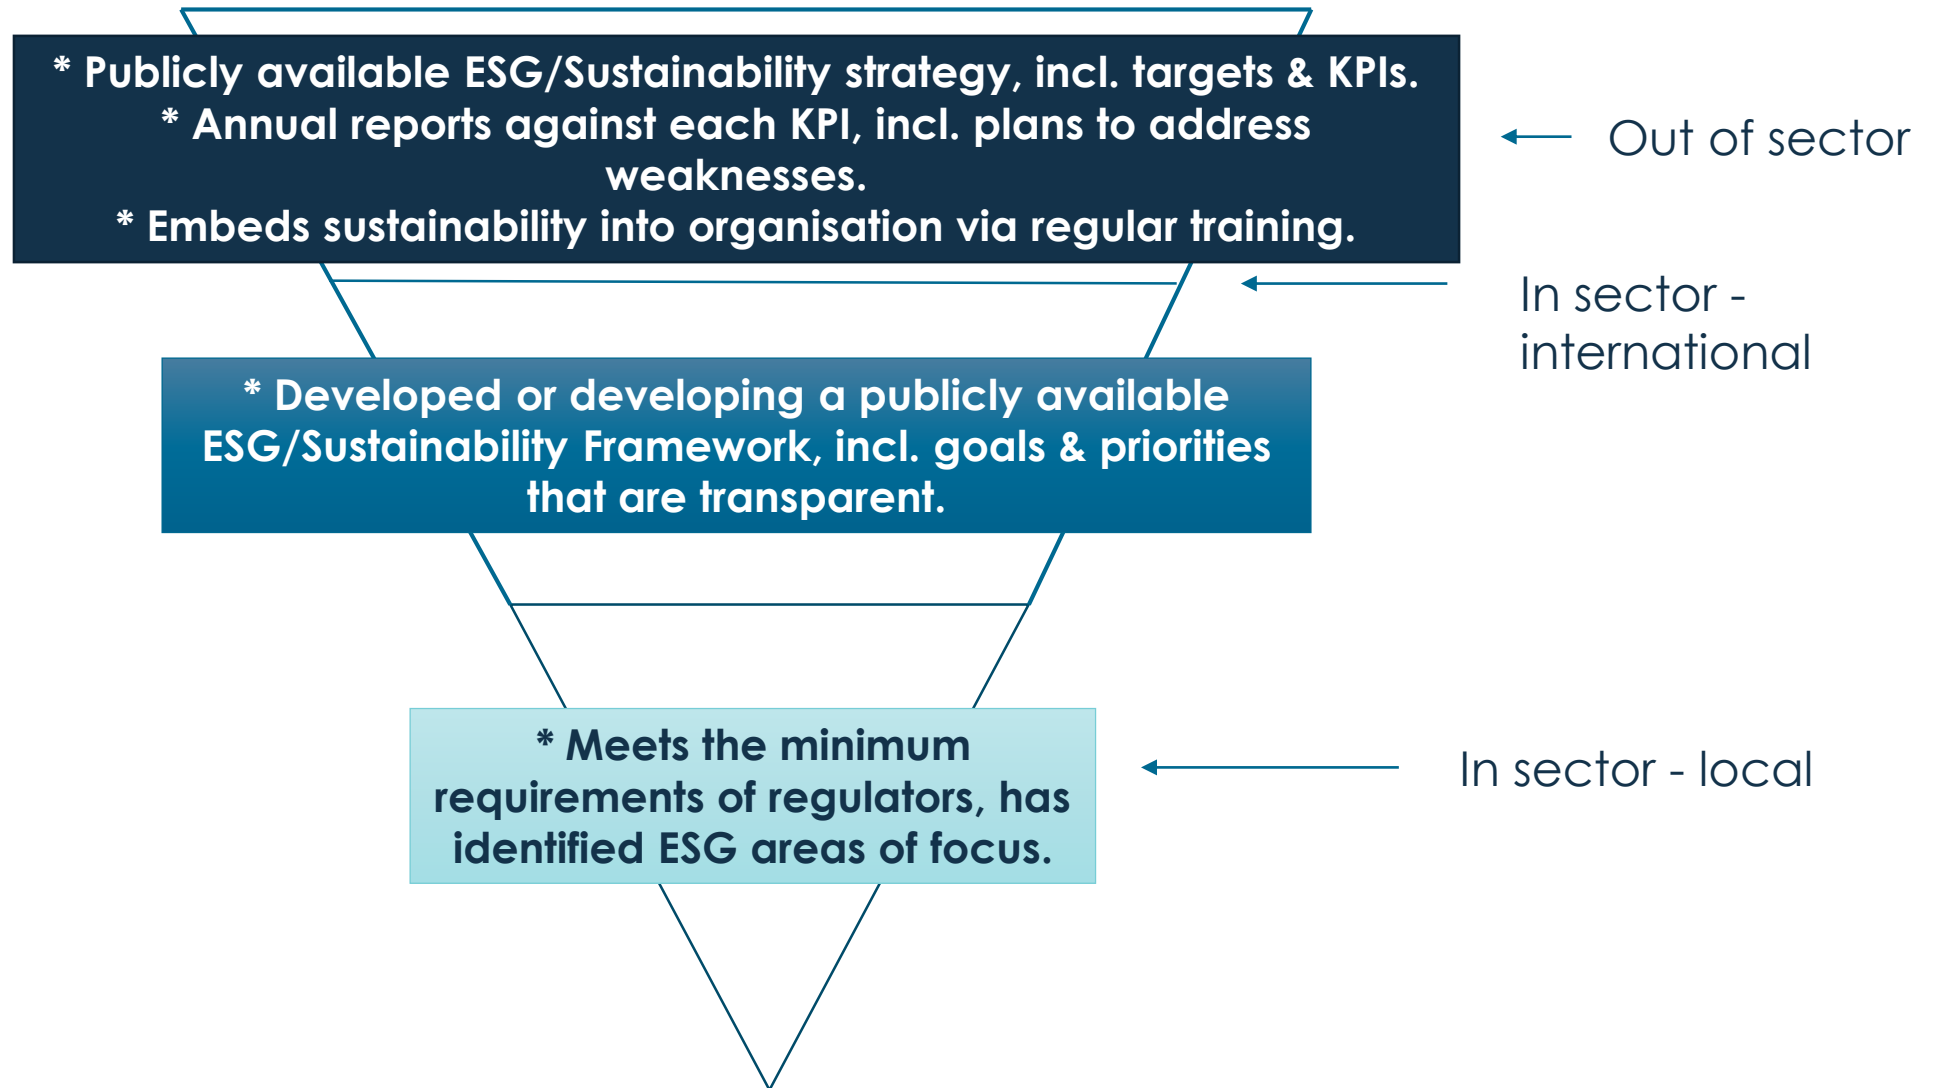 * Publicly available ESG/Sustainability strategy, incl. targets & KPIs.
* Annual reports against each KPI, incl. plans to address
weaknesses.
* Embeds sustainability into organisation via regular training.
Out of sector
In sector -
international
* Developed or developing a publicly available
ESG/Sustainability Framework, incl. goals & priorities
that are transparent.
* Meets the minimum
requirements of regulators, has
identified ESG areas of focus.
In sector - local